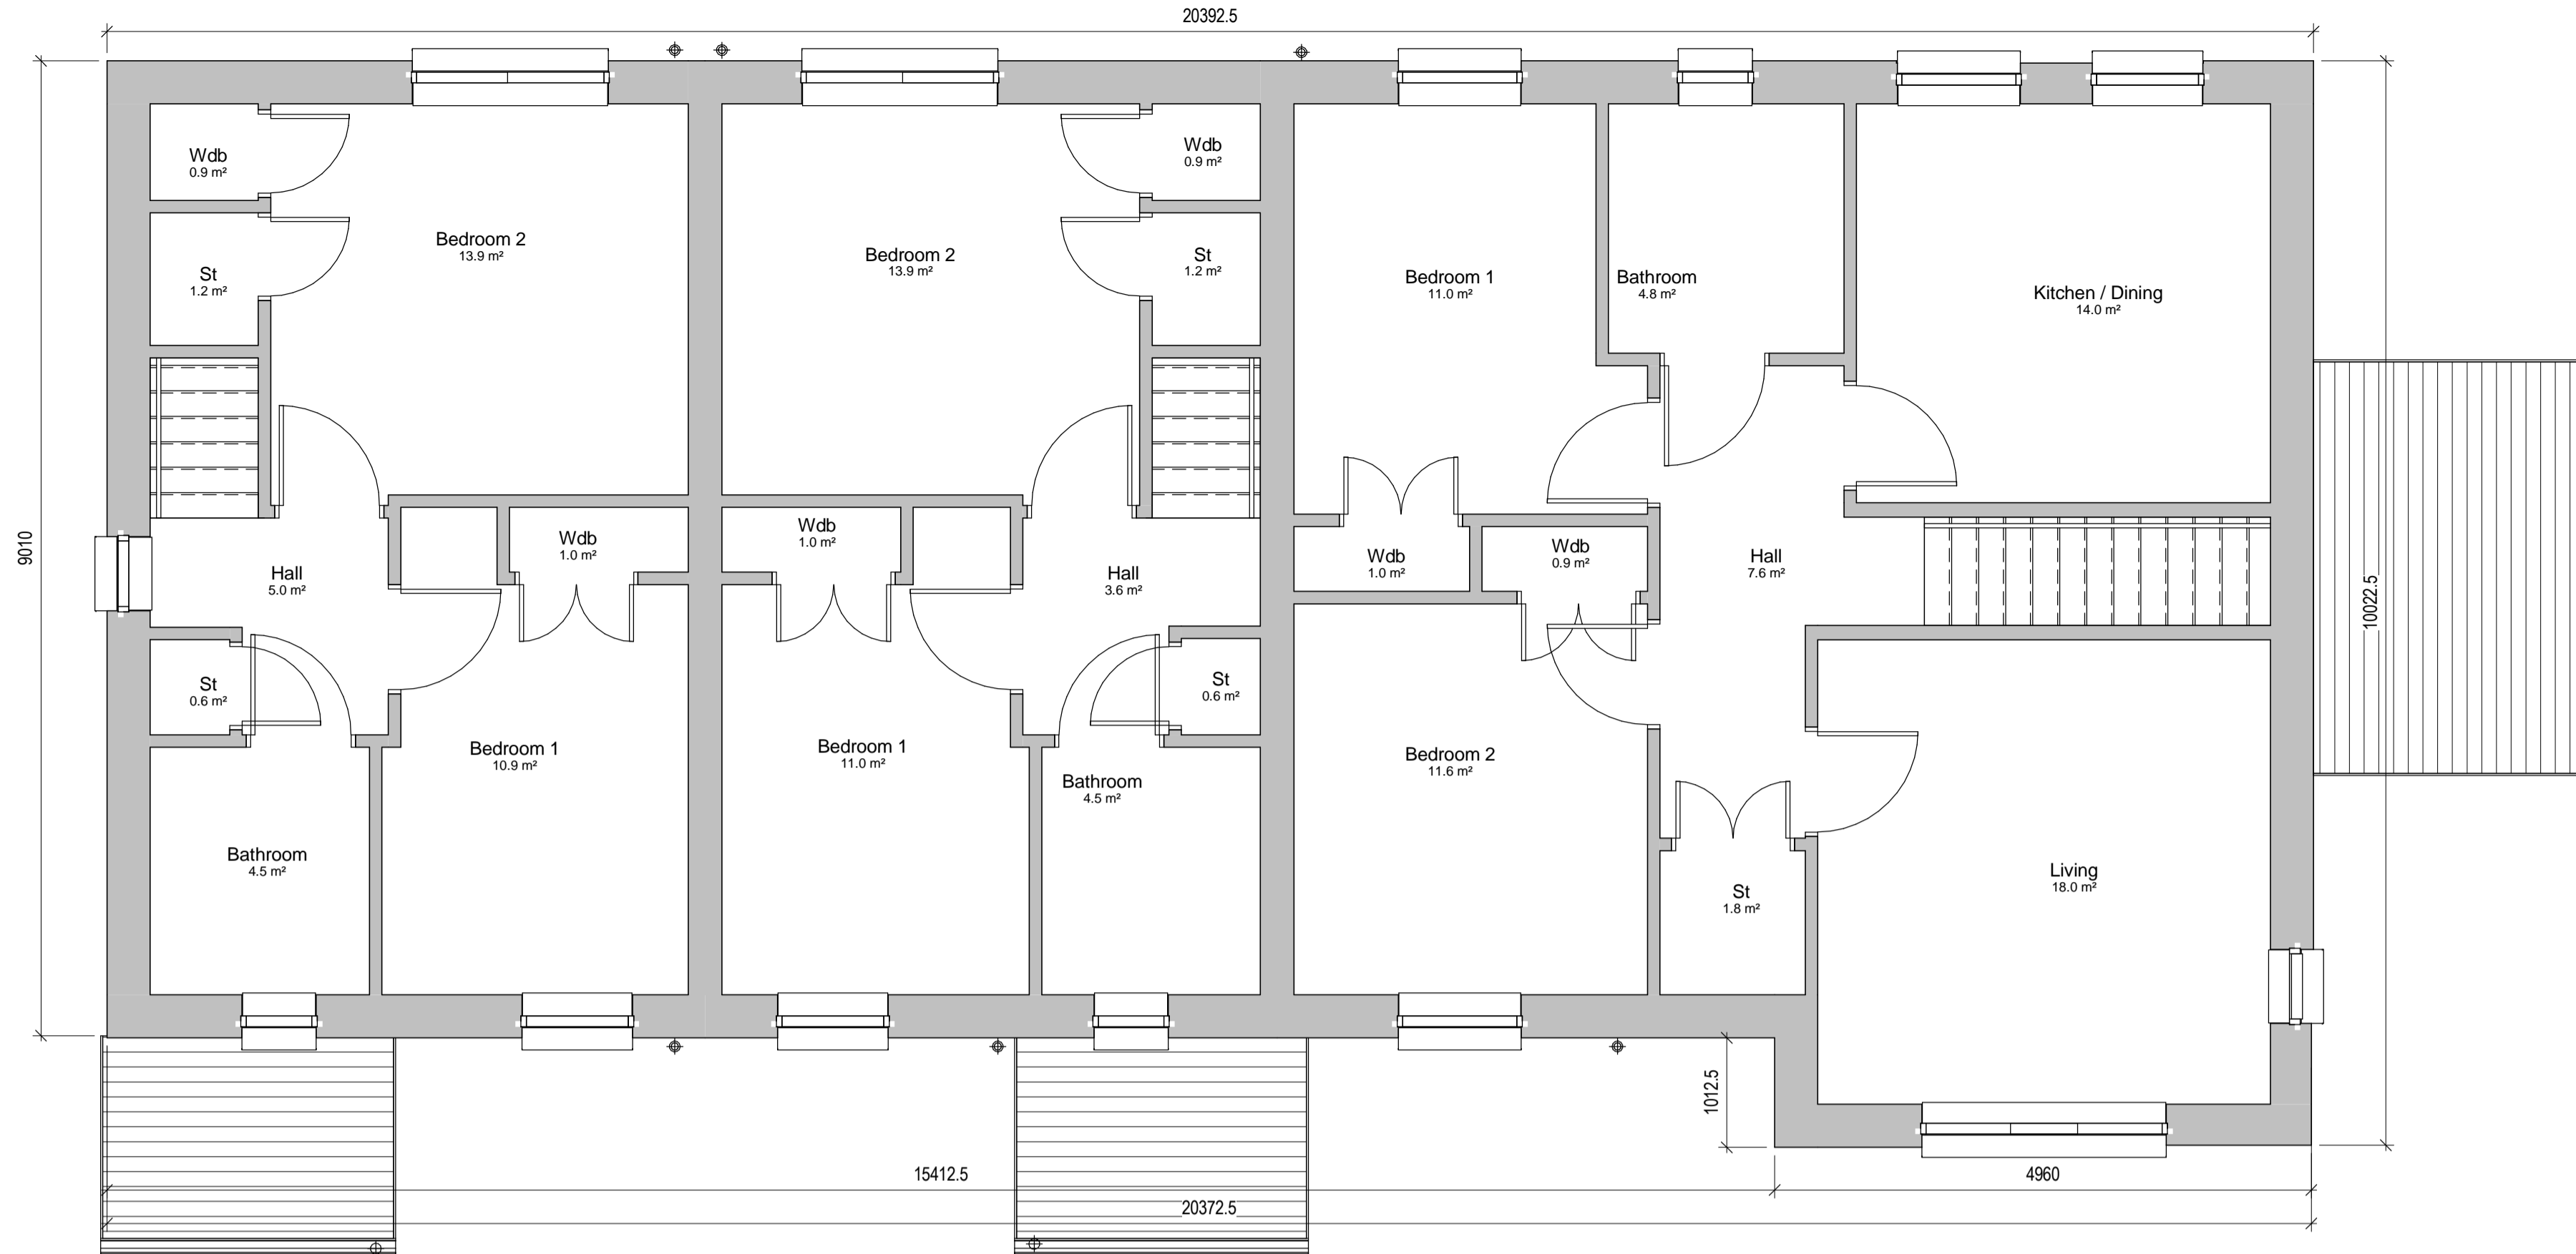 20392.5
Wdb
0.9 m²
Wdb
0.9 m²
Bedroom 2
13.9 m²
Bedroom 2
13.9 m²
St
1.2 m²
St
1.2 m²
Bedroom 1
11.0 m²
Bathroom
4.8 m²
Kitchen / Dining
14.0 m²
9010
Hall
5.0 m²
Wdb
1.0 m²
Wdb
1.0 m²
Hall
3.6 m²
Wdb
1.0 m²
Wdb
0.9 m²
Hall
7.6 m²
10022.5
St
0.6 m²
St
0.6 m²
Bedroom 1
10.9 m²
Bedroom 1
11.0 m²
Bathroom
4.5 m²
Bedroom 2
11.6 m²
Bathroom
4.5 m²
St
1.8 m²
Living
18.0 m²
1012.5
15412.5
4960
20372.5